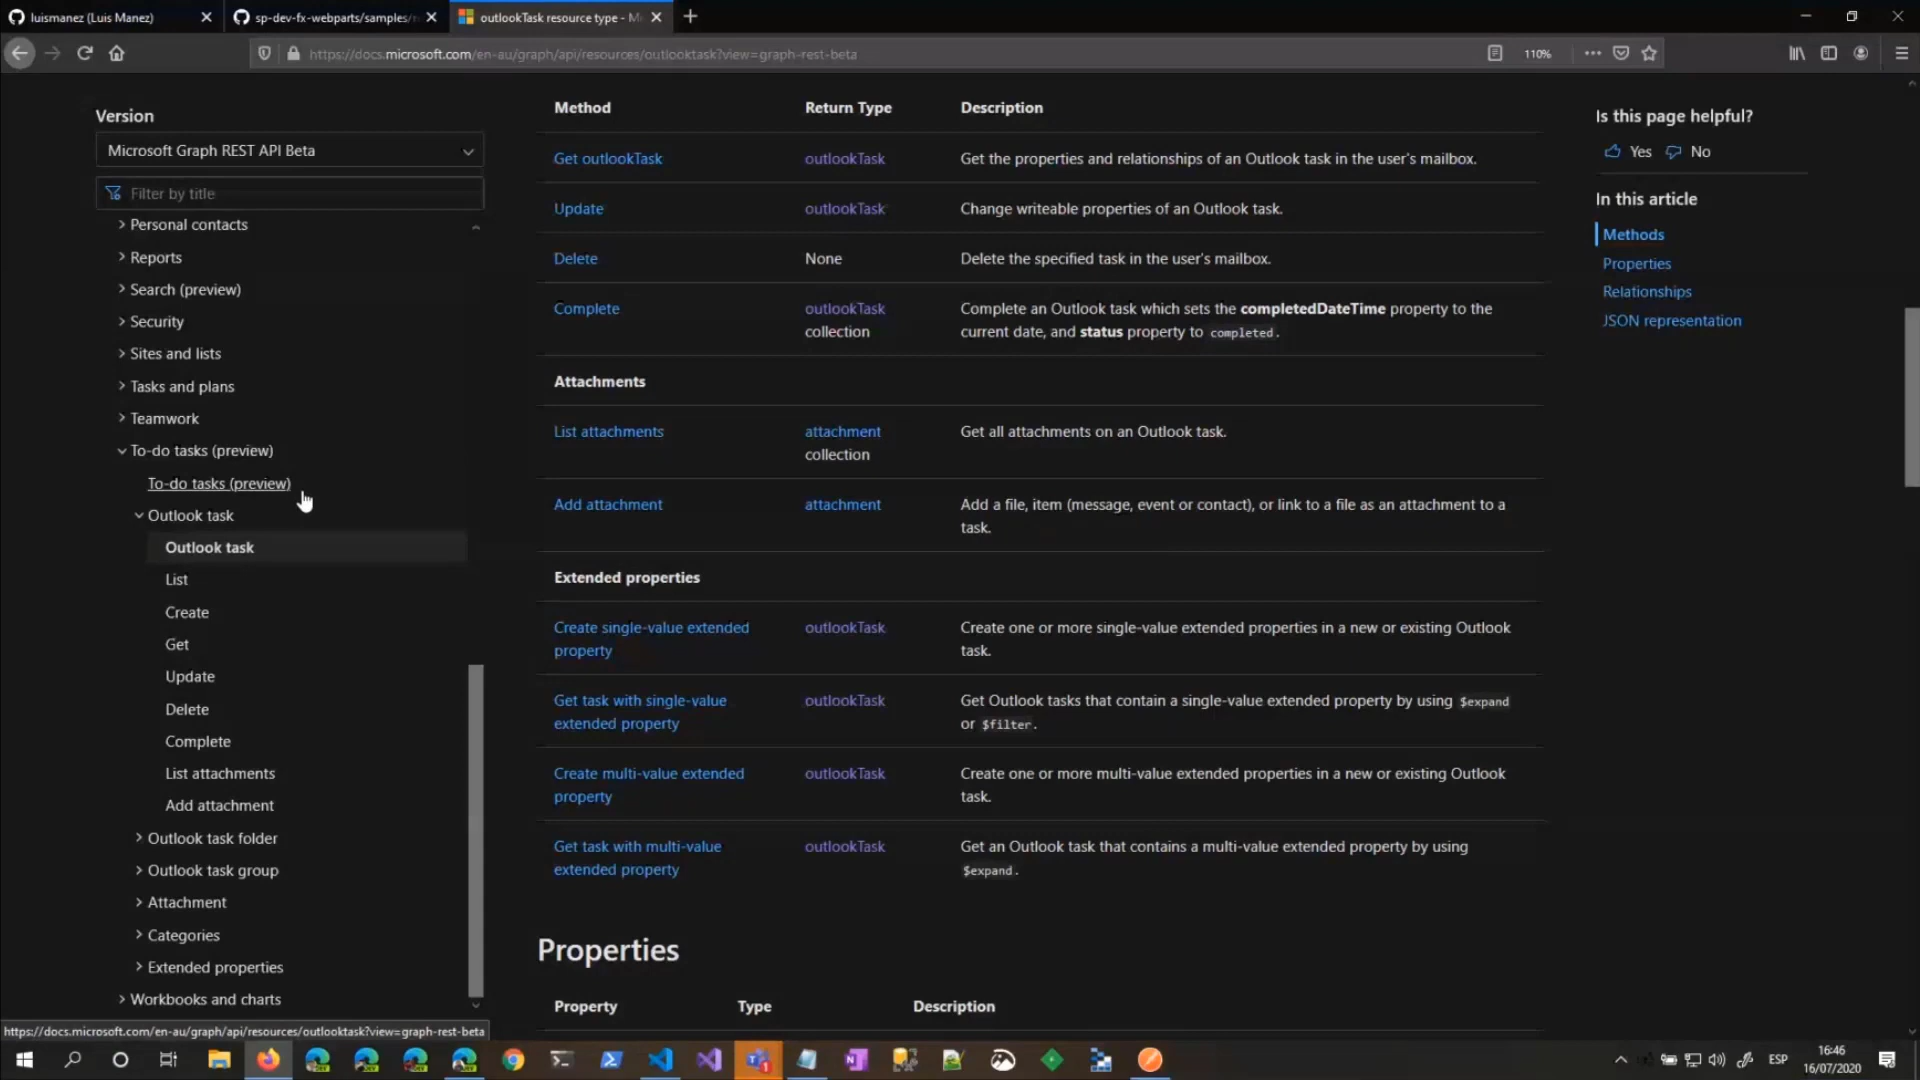 luismanez (Luis Manez)
sp-dev-fx-webparts/samples/
outlookTask resource type - M
https://docs.microsoft.com/en-au/graph/api/resources/outlooktask?view=graph-rest-beta
110%
Version
Microsoft Graph REST API Beta
Filter by title
Personal contacts
Reports
Search (preview)
Security
Sites and lists
Tasks and plans
Teamwork
To-do tasks (preview)
To-do tasks (preview)
Outlook task
Outlook task
List
Create
Get
Update
Delete
Complete
List attachments
Add attachment
Outlook task folder
Outlook task group
Attachment
Categories
Extended properties
Workbooks and charts
Method Return Type Description
Get outlookTask outlookTask Get the properties and relationships of an Outlook task in the user's mailbox.
Update outlookTask Change writeable properties of an Outlook task.
Delete None Delete the specified task in the user's mailbox.
Complete outlookTask Complete an Outlook task which sets the completedDateTime property to the
collection current date, and status property to completed.
Attachments
List attachments attachment Get all attachments on an Outlook task.
collection
Add attachment attachment Add a file, item (message, event or contact), or link to a file as an attachment to a
task.
Extended properties
Create single-value extended outlookTask Create one or more single-value extended properties in a new or existing Outlook
property task.
Get task with single-value outlookTask Get Outlook tasks that contain a single-value extended property by using $expand
extended property or $filter.
Create multi-value extended outlookTask Create one or more multi-value extended properties in a new or existing Outlook
property task.
Get task with multi-value outlookTask Get an Outlook task that contains a multi-value extended property by using
extended property $expand.
Properties
Property Type Description
Is this page helpful?
Yes No
In this article
Methods
Properties
Relationships
JSON representation
https://docs.microsoft.com/en-au/graph/api/resources/outlooktask?view=graph-rest-beta
ESP
16:46
16/07/2020